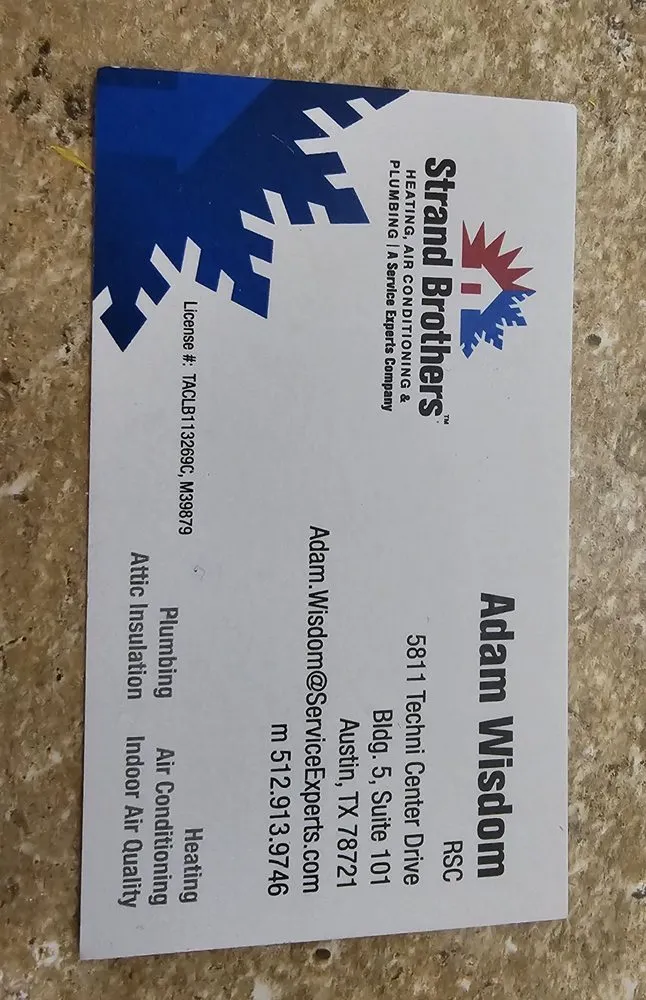 Strand Brothers™
HEATING, AIR CONDITIONING &
PLUMBING | A Service Experts Company
Adam Wisdom
RSC
5811 Techni Center Drive
Bldg. 5, Suite 101
Austin, TX 78721
Adam.Wisdom@ServiceExperts.com
m 512.913.9746
License #: TACLB113269C, M39879
Heating
Plumbing Air Conditioning
Attic Insulation Indoor Air Quality